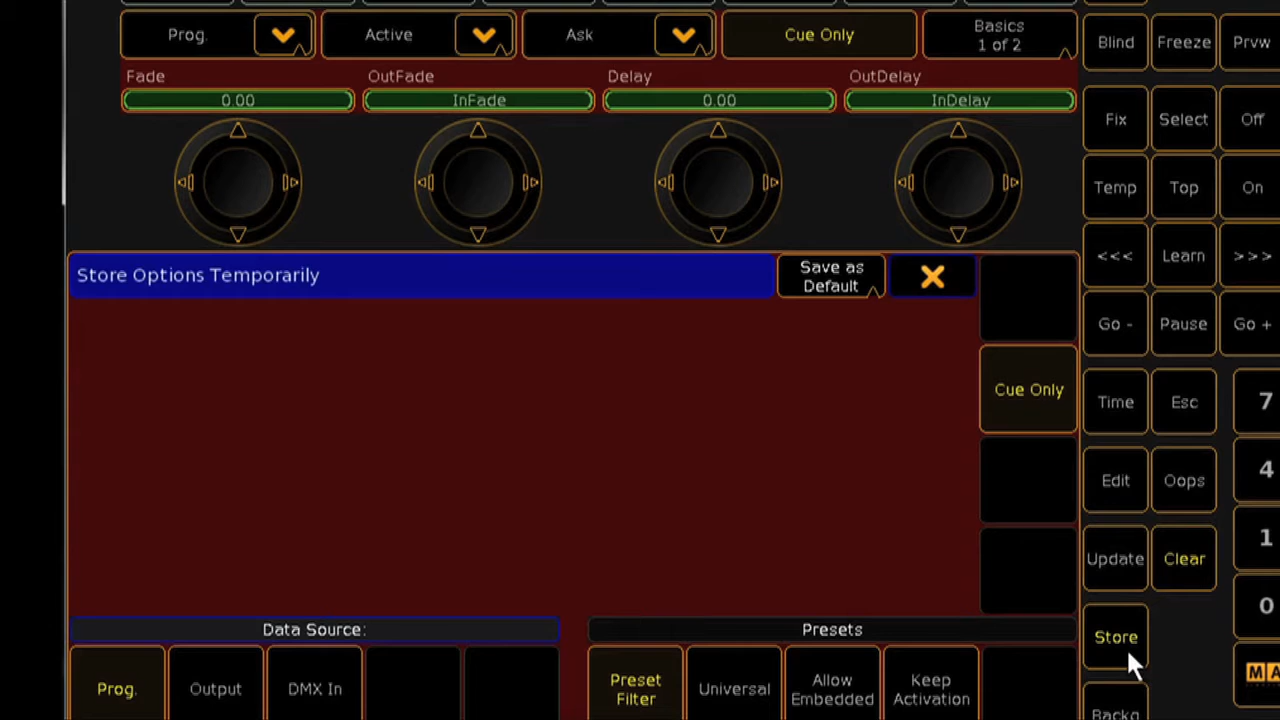 Prog.
Active
Ask
Cue Only
Basics
1 of 2
Blind
Freeze
Prvw
Fade
OutFade
Delay
OutDelay
0.00
InFade
0.00
InDelay
Fix
Select
Off
Temp
Top
On
<<<
Learn
>>>
Store Options Temporarily
Save as
Default
Go -
Pause
Go +
Cue Only
Time
Esc
7
Edit
Oops
4
Update
Clear
1
0
Data Source:
Presets
Store
Prog.
Output
DMX In
Preset
Filter
Universal
Allow
Embedded
Keep
Activation
MA
Backg